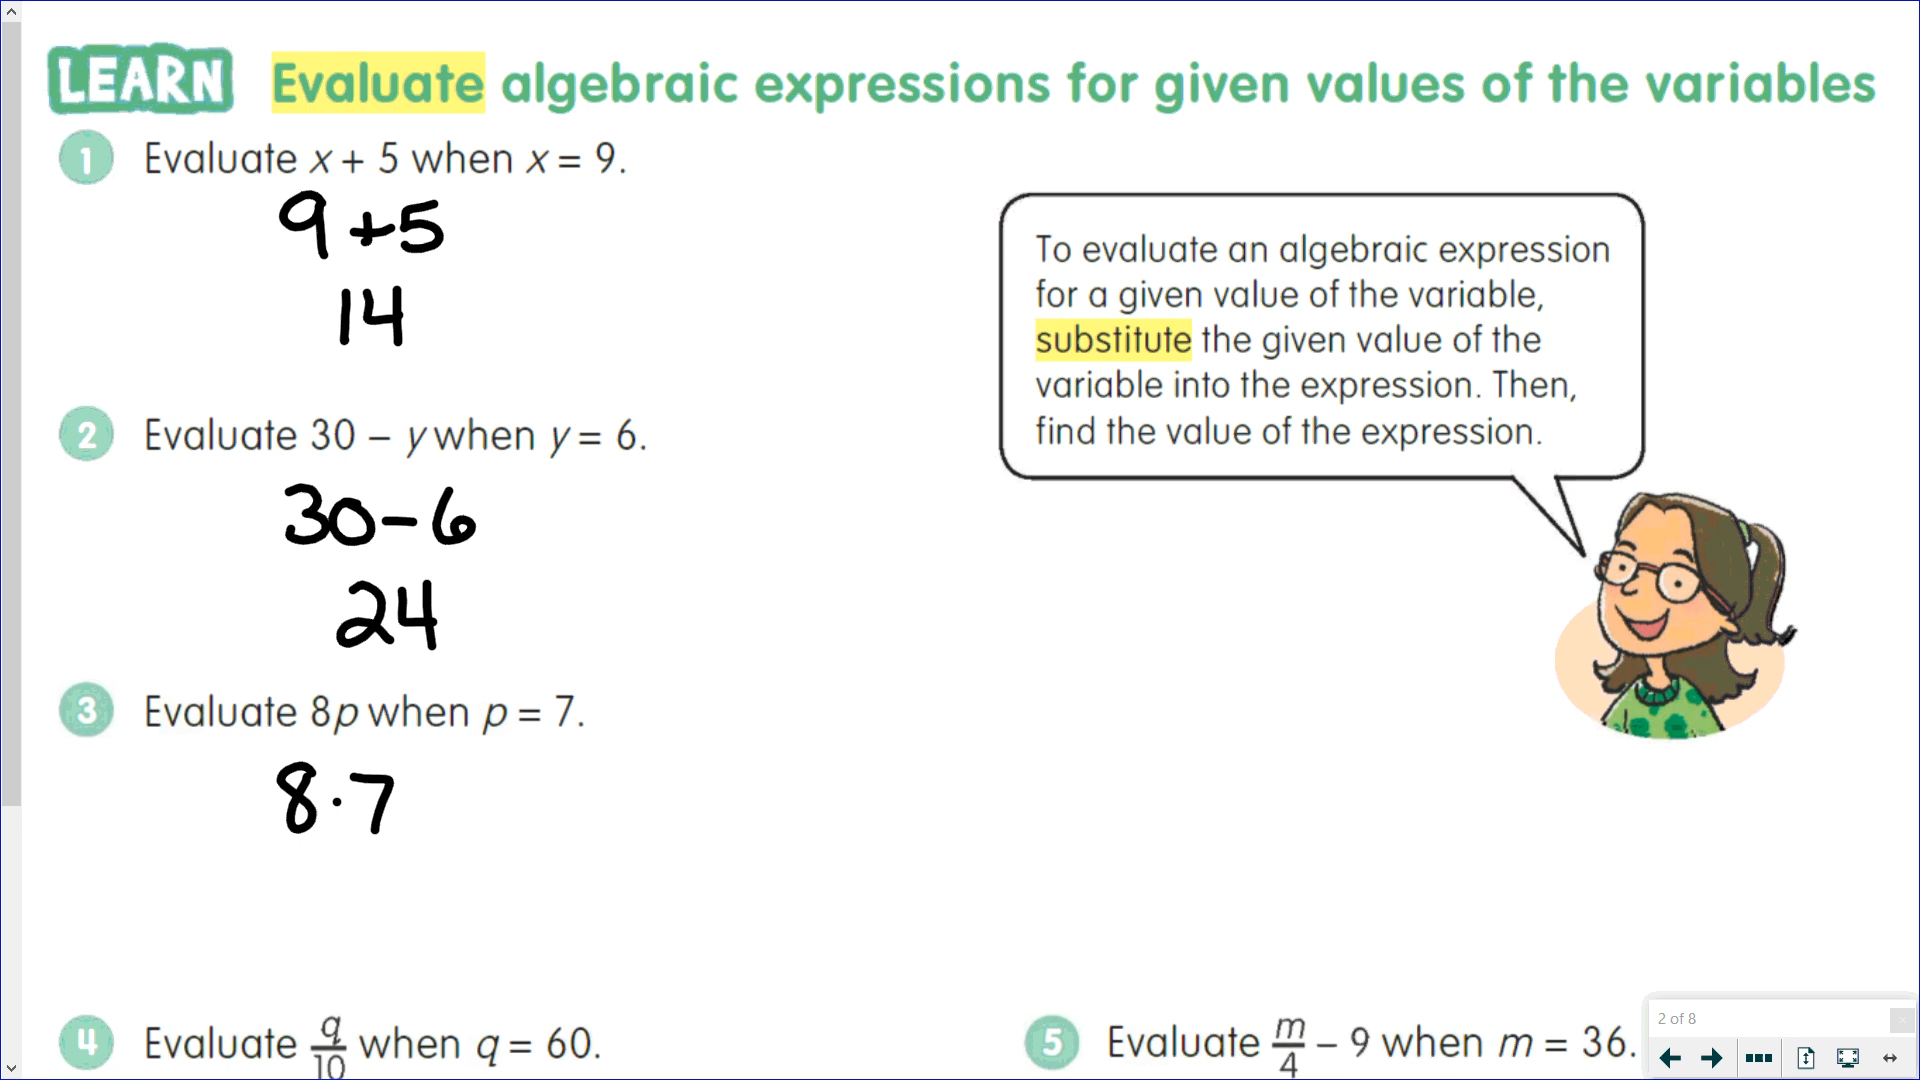 LEARN Evaluate algebraic expressions for given values of the variables
1 Evaluate x + 5 when x = 9.
9 + 5
14
To evaluate an algebraic expression
for a given value of the variable,
substitute the given value of the
variable into the expression. Then,
find the value of the expression.
2 Evaluate 30 – y when y = 6.
30 - 6
24
3 Evaluate 8p when p = 7.
8 · 7
4 Evaluate q/10 when q = 60.
5 Evaluate m/4 – 9 when m = 36.
2 of 8